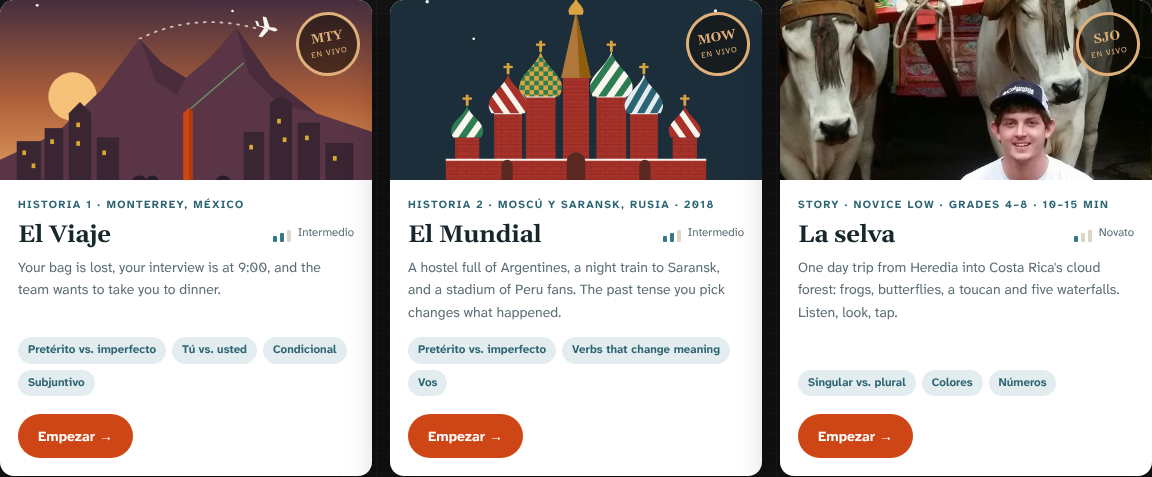 MTY
EN VIVO
HISTORIA 1 · MONTERREY, MÉXICO
El Viaje
Intermedio
Your bag is lost, your interview is at 9:00, and the
team wants to take you to dinner.
Pretérito vs. imperfecto
Tú vs. usted
Condicional
Subjuntivo
Empezar →
MOW
EN VIVO
HISTORIA 2 · MOSCÚ Y SARANSK, RUSIA · 2018
El Mundial
Intermedio
A hostel full of Argentines, a night train to Saransk,
and a stadium of Peru fans. The past tense you pick
changes what happened.
Pretérito vs. imperfecto
Verbs that change meaning
Vos
Empezar →
SJO
EN VIVO
STORY · NOVICE LOW · GRADES 4–8 · 10–15 MIN
La selva
Novato
One day trip from Heredia into Costa Rica's cloud
forest: frogs, butterflies, a toucan and five waterfalls.
Listen, look, tap.
Singular vs. plural
Colores
Números
Empezar →